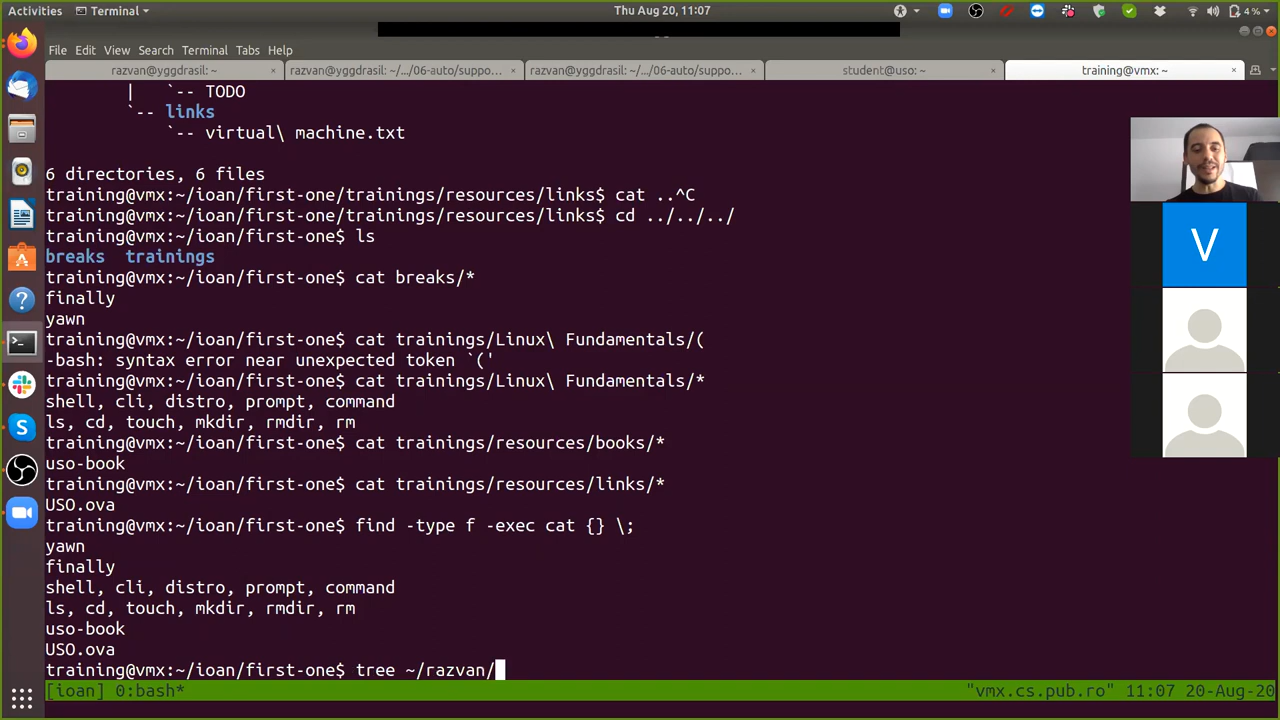 Activities
Terminal
Thu Aug 20, 11:07
4%
File Edit View Search Terminal Tabs Help
razvan@yggdrasil: ~
razvan@yggdrasil: ~/.../06-auto/suppo...
razvan@yggdrasil: ~/.../06-auto/suppo...
student@uso: ~
training@vmx: ~
|   `-- TODO
`-- links
`-- virtual\ machine.txt
6 directories, 6 files
training@vmx:~/ioan/first-one/trainings/resources/links$ cat ..^C
training@vmx:~/ioan/first-one/trainings/resources/links$ cd ../../../
training@vmx:~/ioan/first-one$ ls
breaks  trainings
training@vmx:~/ioan/first-one$ cat breaks/*
finally
yawn
training@vmx:~/ioan/first-one$ cat trainings/Linux\ Fundamentals/(
-bash: syntax error near unexpected token `('
training@vmx:~/ioan/first-one$ cat trainings/Linux\ Fundamentals/*
shell, cli, distro, prompt, command
ls, cd, touch, mkdir, rmdir, rm
training@vmx:~/ioan/first-one$ cat trainings/resources/books/*
uso-book
training@vmx:~/ioan/first-one$ cat trainings/resources/links/*
USO.ova
training@vmx:~/ioan/first-one$ find -type f -exec cat {} \;
yawn
finally
shell, cli, distro, prompt, command
ls, cd, touch, mkdir, rmdir, rm
uso-book
USO.ova
training@vmx:~/ioan/first-one$ tree ~/razvan/
[ioan] 0:bash*
"vmx.cs.pub.ro" 11:07 20-Aug-20
V